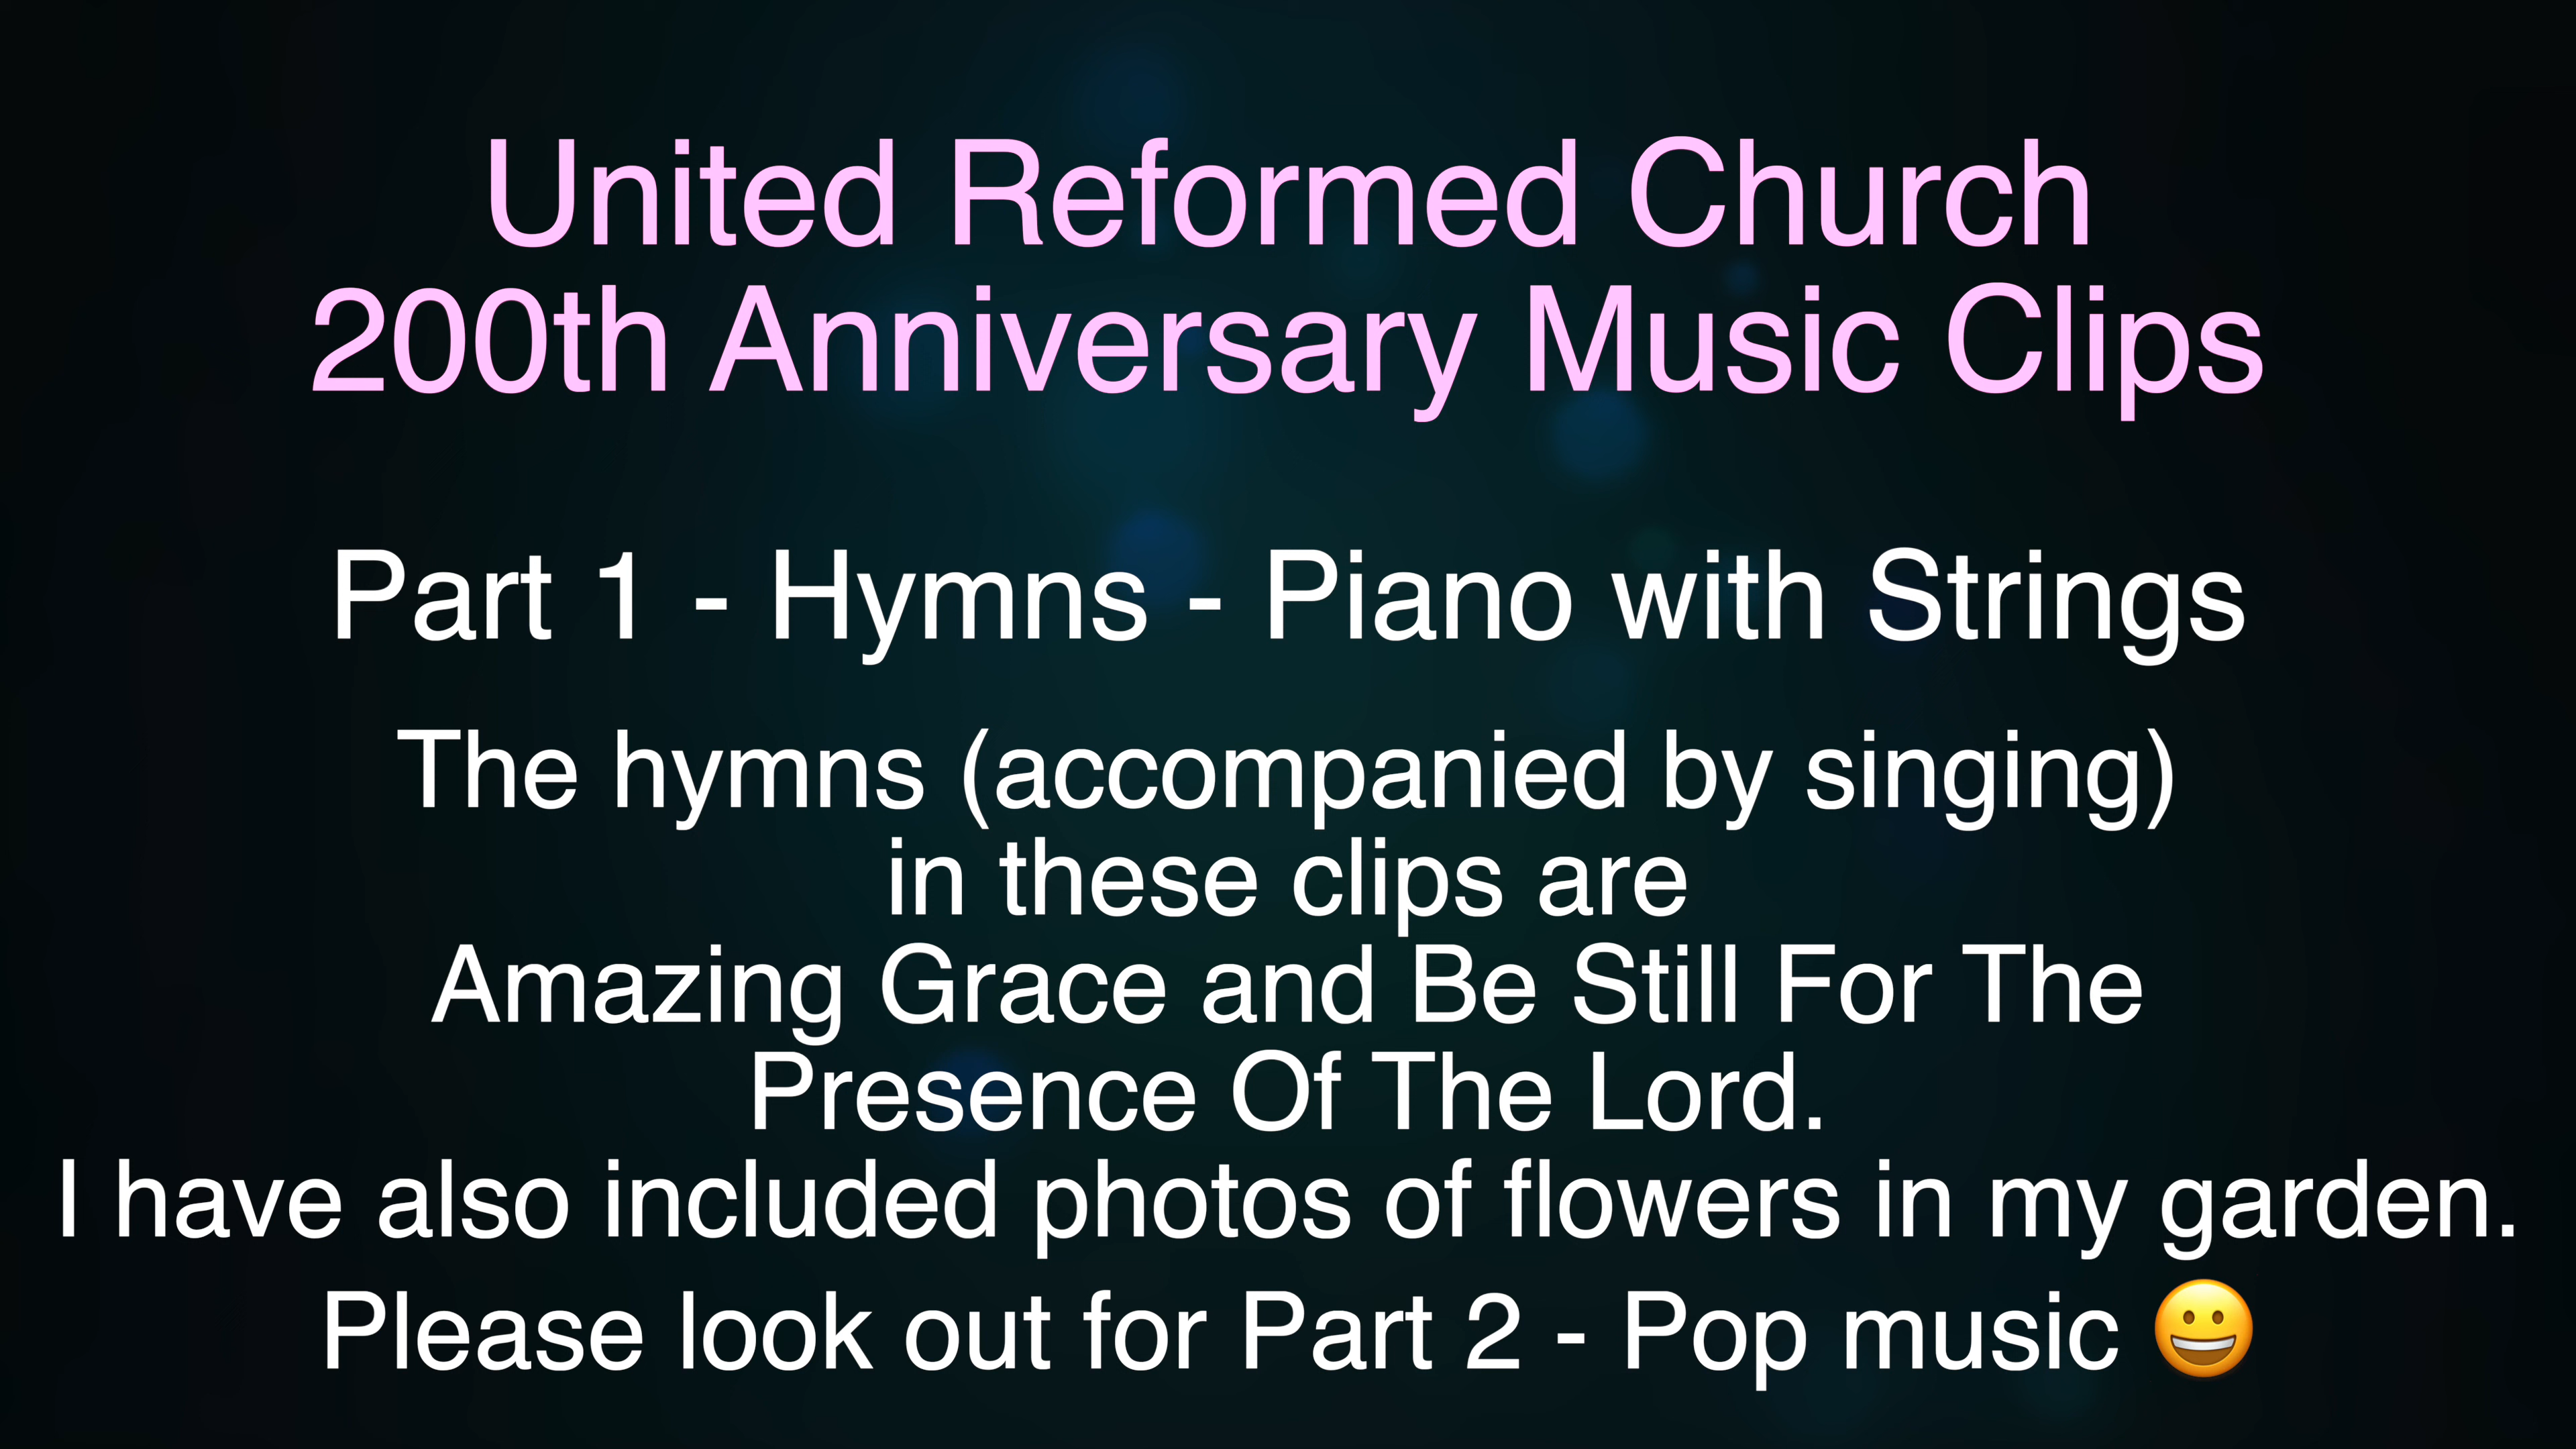 United Reformed Church
200th Anniversary Music Clips
Part 1 - Hymns - Piano with Strings
The hymns (accompanied by singing)
in these clips are
Amazing Grace and Be Still For The
Presence Of The Lord.
I have also included photos of flowers in my garden.
Please look out for Part 2 - Pop music 😀